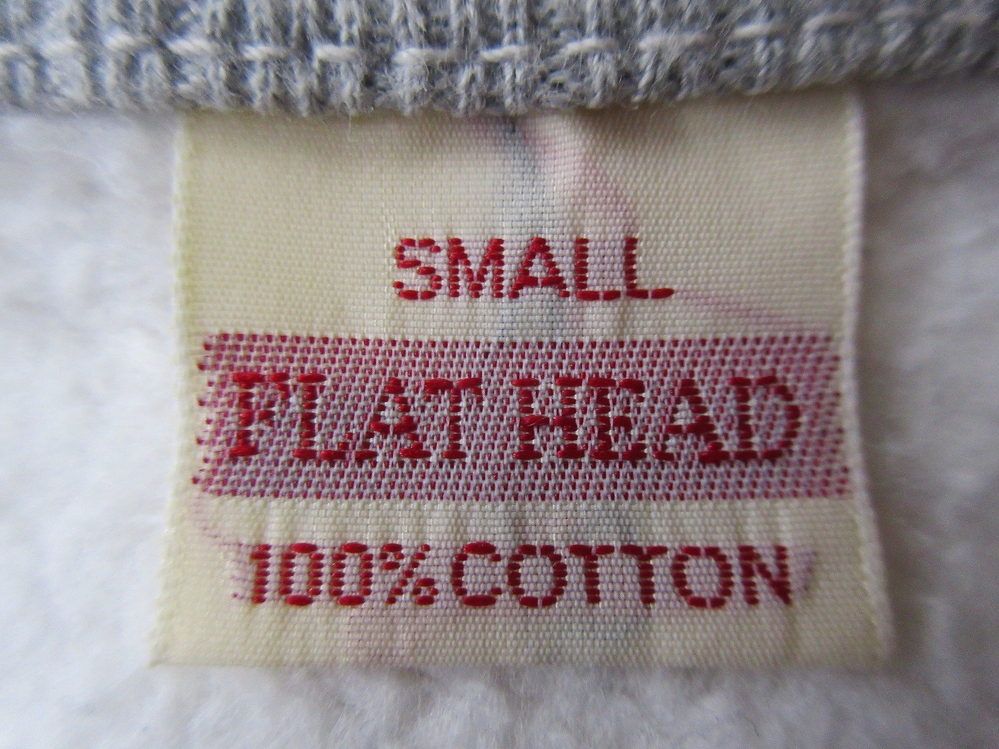 SMALL
FLAT HEAD
100% COTTON